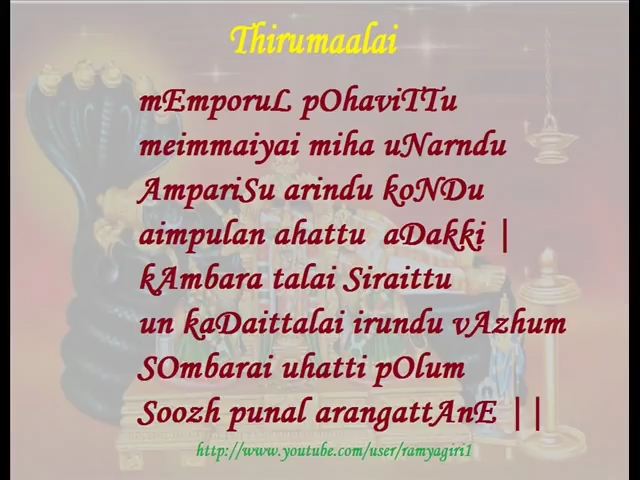 Thirumaalai
mEmporuL pOhaviTTu
meimmaiyai miha uNarndu
AmpariSu arindu koNDu
aimpulan ahattu aDakki |
kAmbara talai Siraittu
un kaDaittalai irundu vAzhum
SOmbarai uhatti pOlum
Soozh punal arangattAnE ||
http://www.youtube.com/user/ramyagiri1